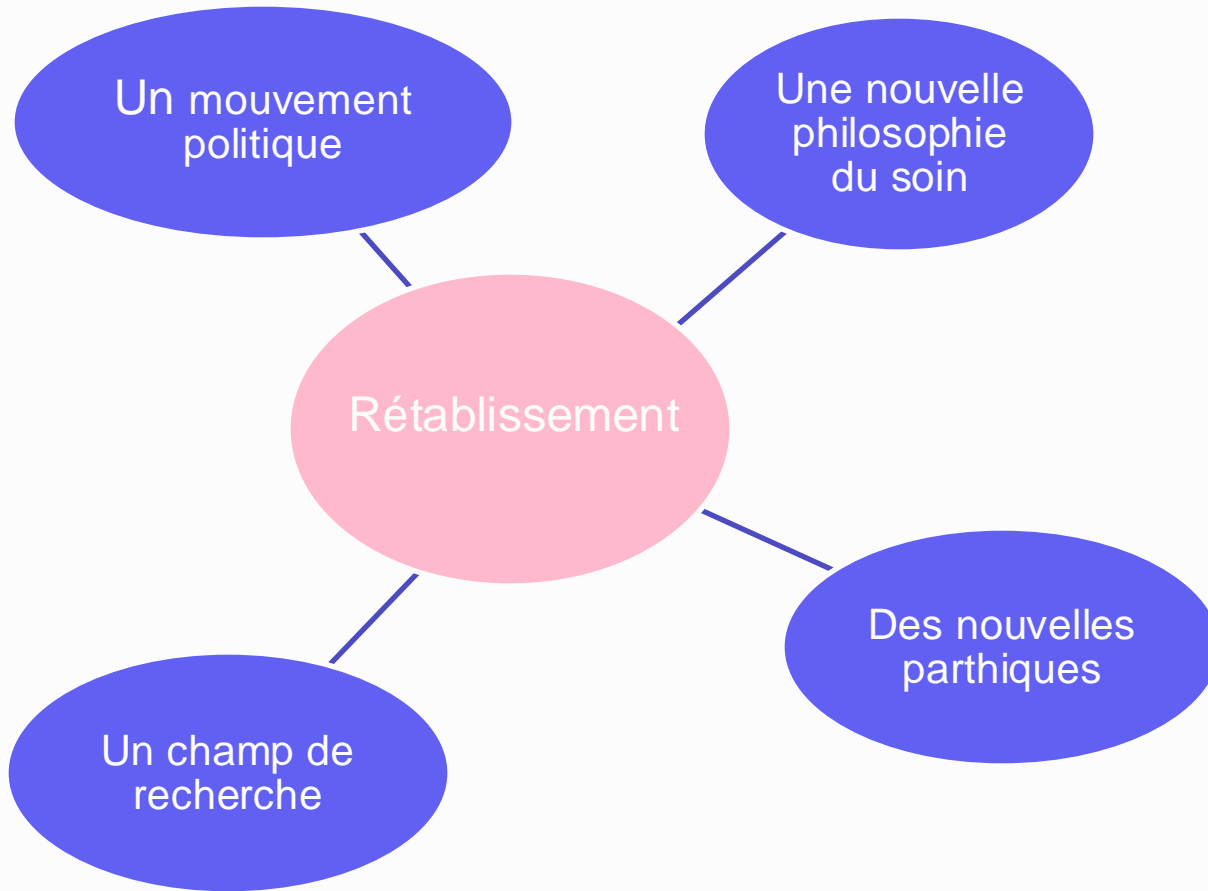 Un mouvement
politique
Une nouvelle
philosophie
du soin
Rétablissement
Des nouvelles
parthiques
Un champ de
recherche